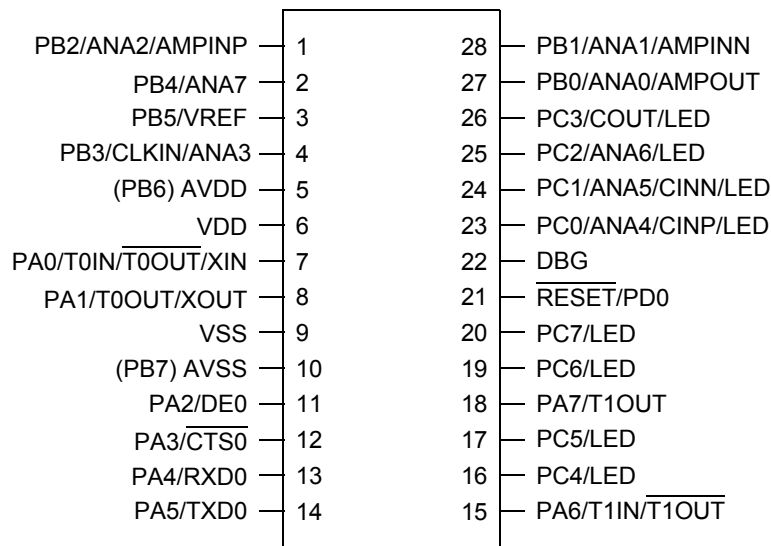 PB2/ANA2/AMPINP 1 28 PB1/ANA1/AMPINN
PB4/ANA7 2 27 PB0/ANA0/AMPOUT
PB5/VREF 3 26 PC3/COUT/LED
PB3/CLKIN/ANA3 4 25 PC2/ANA6/LED
(PB6) AVDD 5 24 PC1/ANA5/CINN/LED
VDD 6 23 PC0/ANA4/CINP/LED
PA0/T0IN/T0OUT/XIN 7 22 DBG
PA1/T0OUT/XOUT 8 21 RESET/PD0
VSS 9 20 PC7/LED
(PB7) AVSS 10 19 PC6/LED
PA2/DE0 11 18 PA7/T1OUT
PA3/CTS0 12 17 PC5/LED
PA4/RXD0 13 16 PC4/LED
PA5/TXD0 14 15 PA6/T1IN/T1OUT